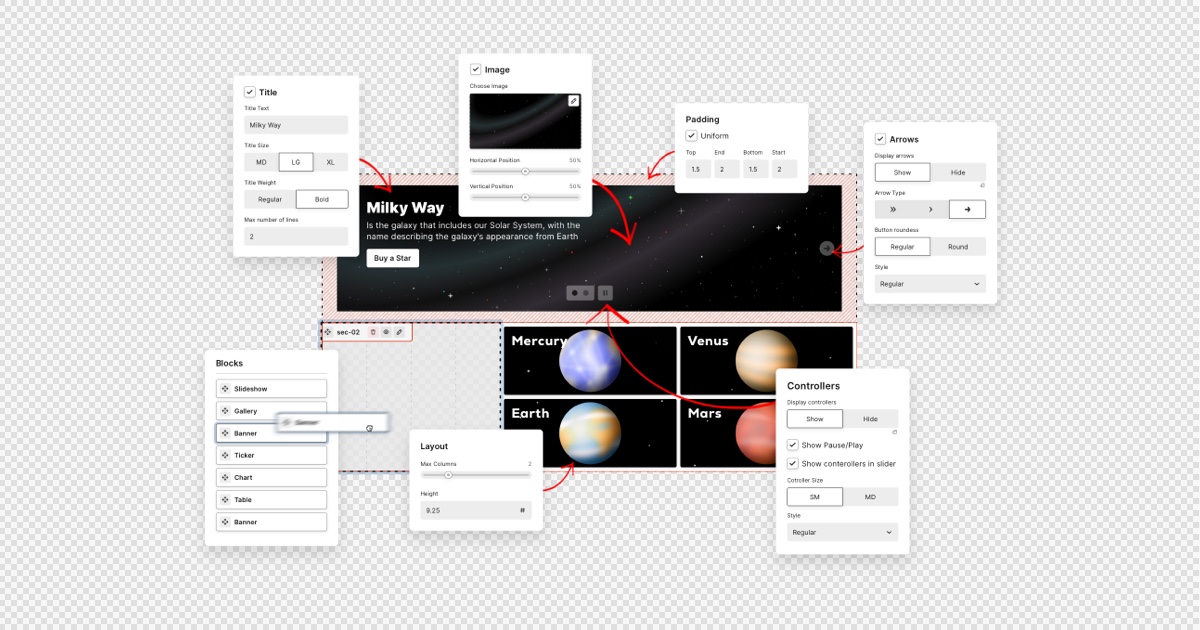 Title
Title Text
Milky Way
Title Size
MD LG XL
Title Weight
Regular Bold
Max number of lines
2
Image
Choose Image
Horizontal Position 50%
Vertical Position 50%
Padding
Uniform
Top End Bottom Start
1.5 2 1.5 2
Arrows
Display arrows
Show Hide
Arrow Type
Button roundess
Regular Round
Style
Regular
Milky Way
Is the galaxy that includes our Solar System, with the
name describing the galaxy's appearance from Earth
Buy a Star
sec-02
Mercury
Venus
Earth
Mars
Blocks
Slideshow
Gallery
Banner
Banner
Ticker
Chart
Table
Banner
Layout
Max Columns 2
Height
9.25 #
Controllers
Display controllers
Show Hide
Show Pause/Play
Show conterollers in slider
Cotroller Size
SM MD
Style
Regular